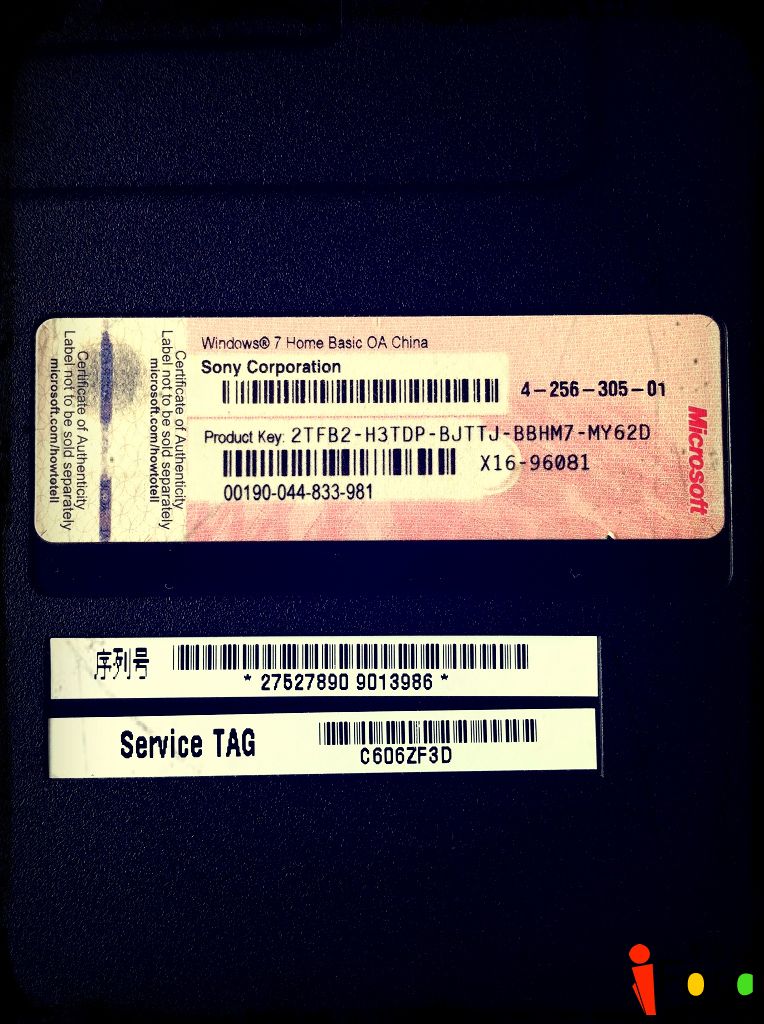 Certificate of Authenticity
Label not to be sold separately
microsoft.com/howtotell
Certificate of Authenticity
Label not to be sold separately
microsoft.com/howtotell
Windows® 7 Home Basic OA China
Sony Corporation
4-256-305-01
Product Key: 2TFB2-H3TDP-BJTTJ-BBHM7-MY62D
X16-96081
00190-044-833-981
Microsoft
序列号
* 27527890 9013986 *
Service TAG
C606ZF3D